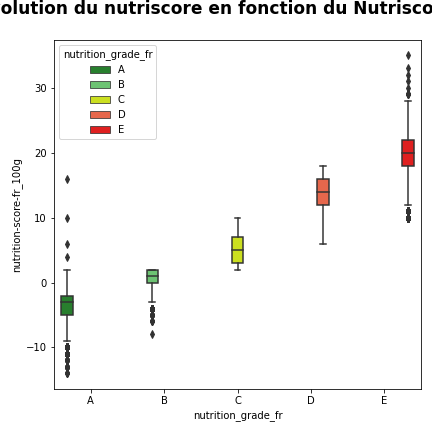 olution du nutriscore en fonction du Nutrisco
nutrition_grade_fr
A
B
C
D
E
nutrition-score-fr_100g
30
20
10
0
−10
A B C D E
nutrition_grade_fr